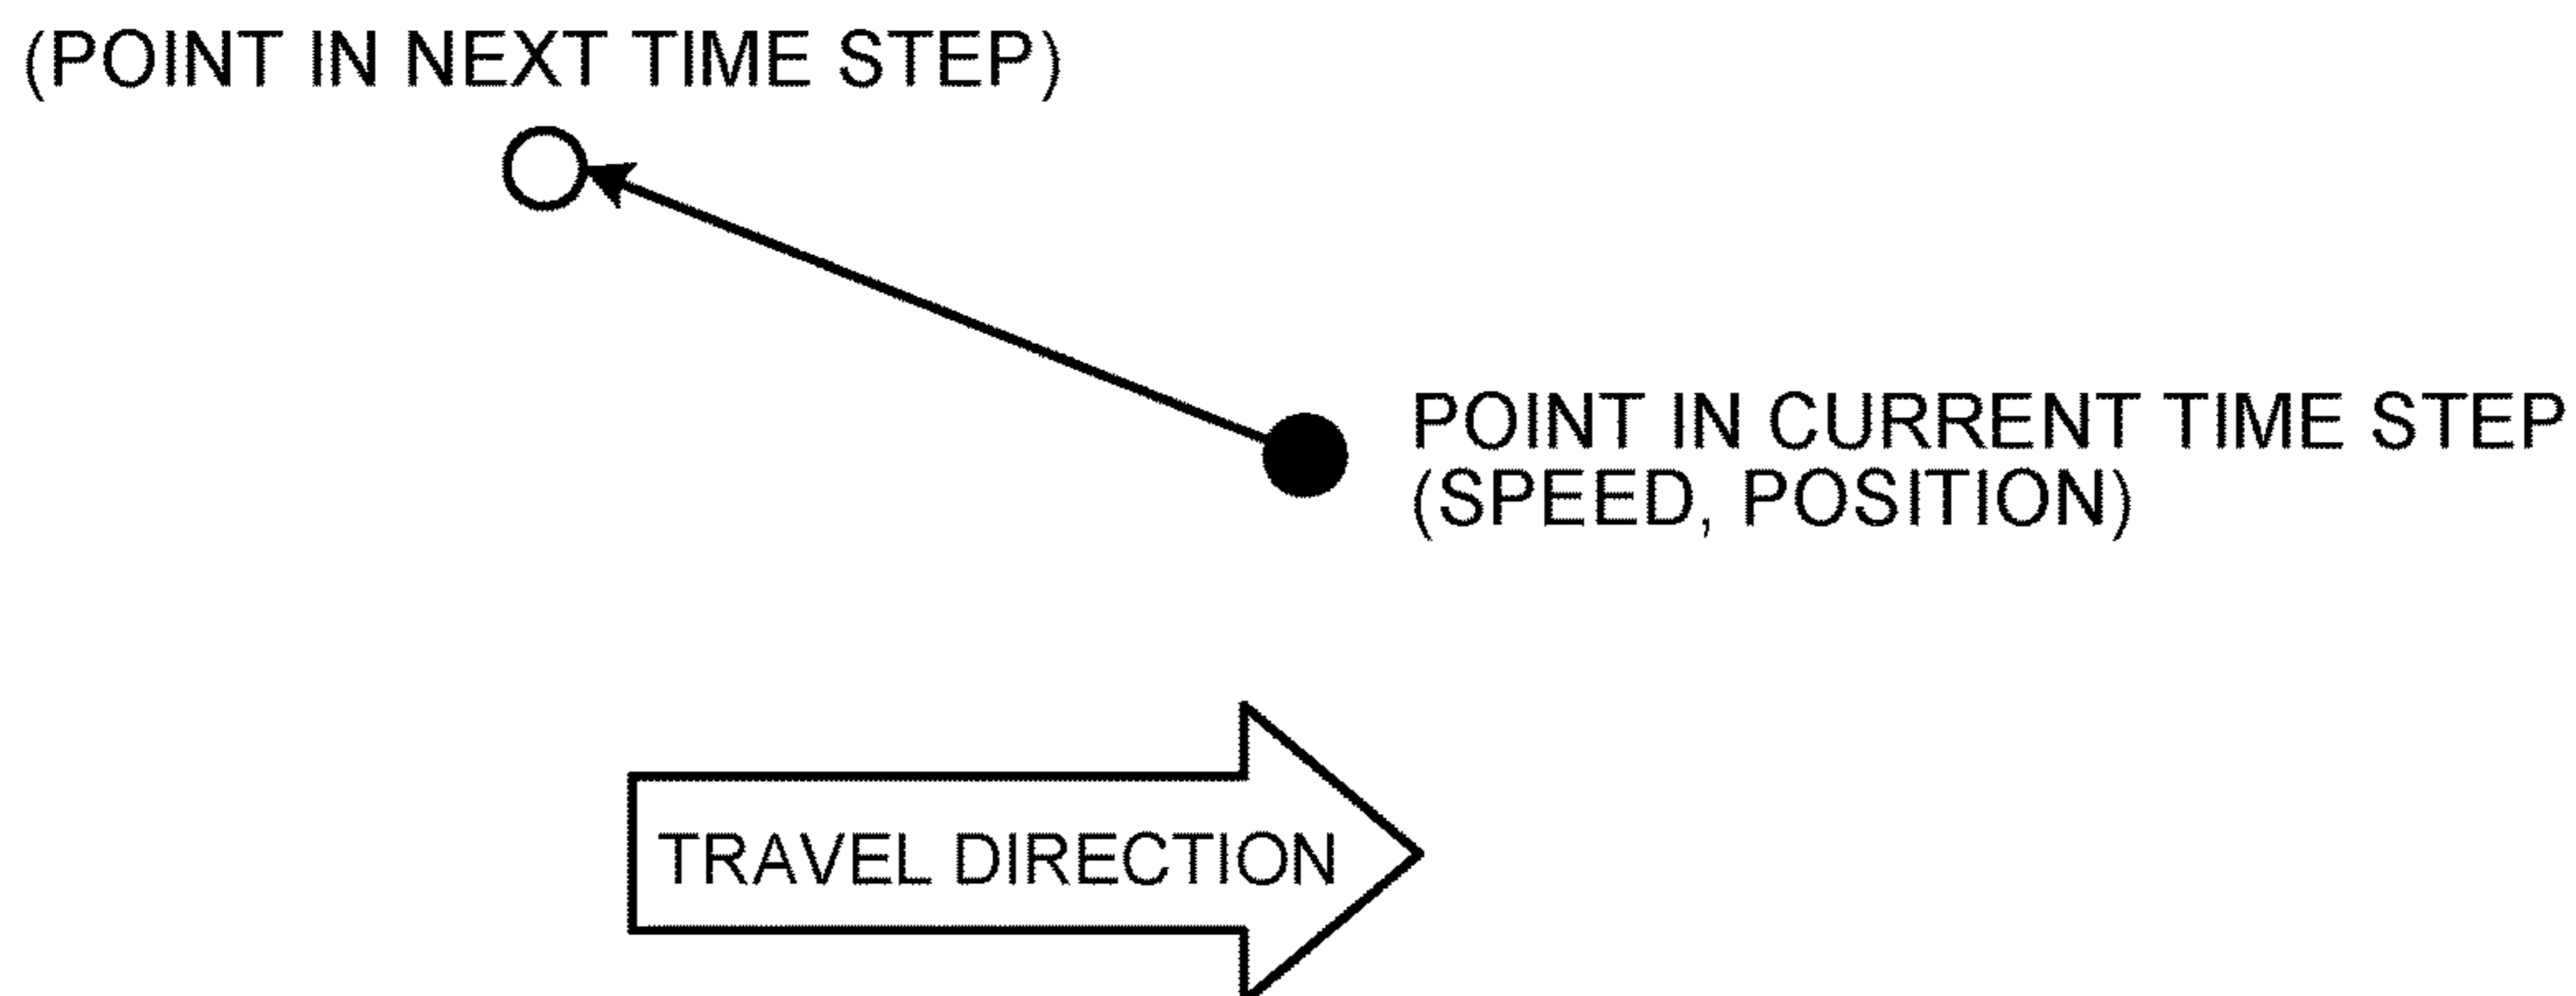 (POINT IN NEXT TIME STEP)
POINT IN CURRENT TIME STEP
(SPEED, POSITION)
TRAVEL DIRECTION